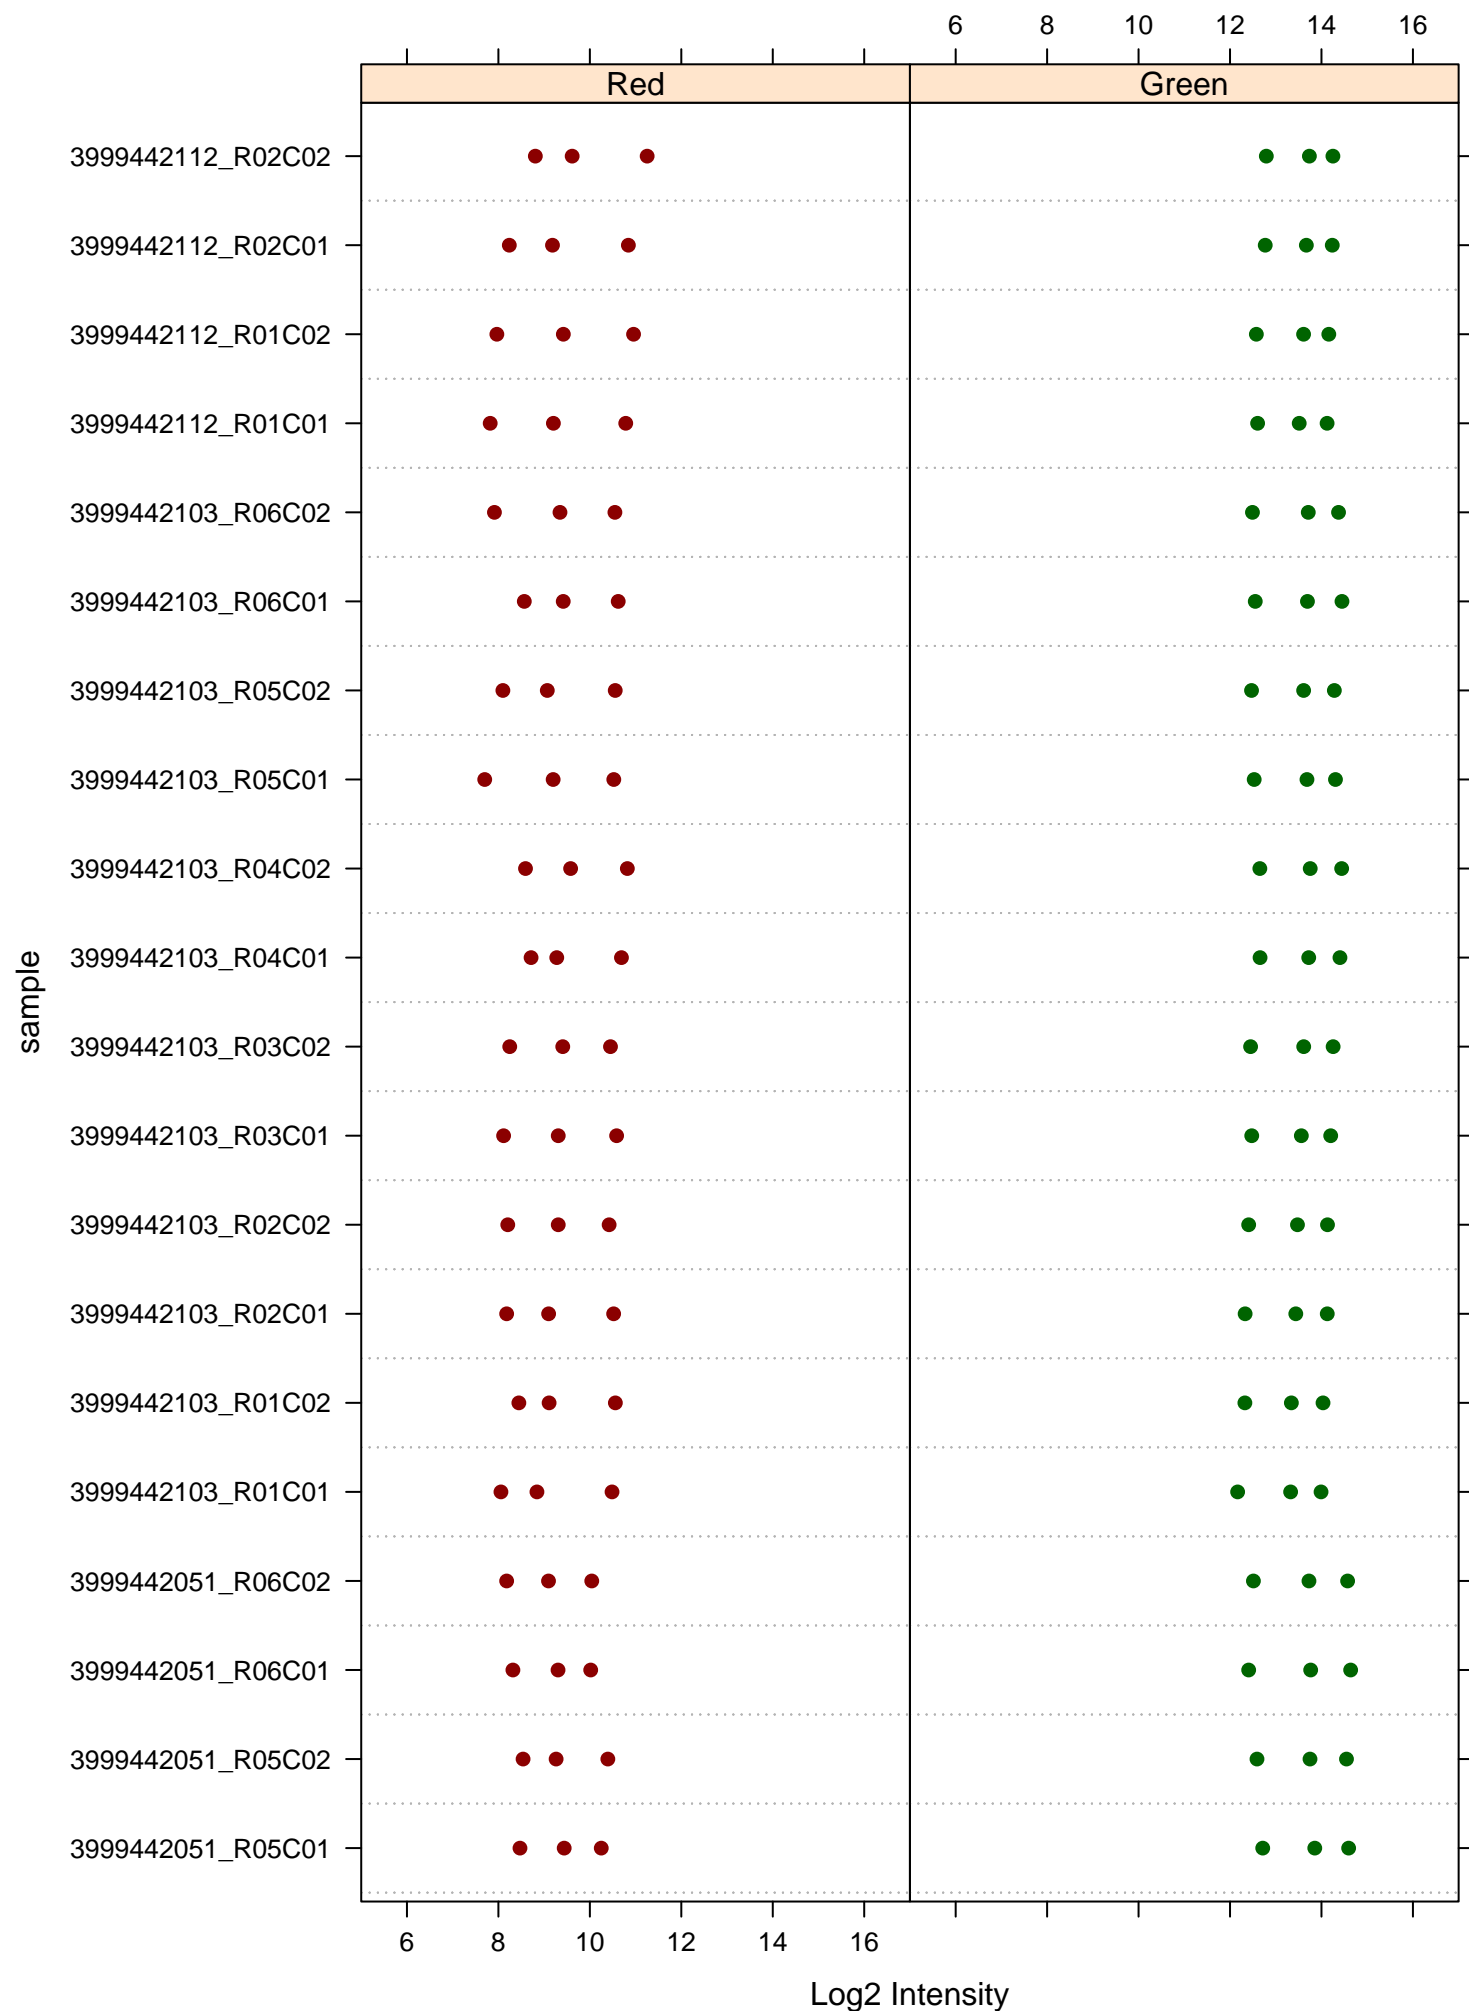 6 8 10 12 14 16
Red Green
3999442112_R02C02
3999442112_R02C01
3999442112_R01C02
3999442112_R01C01
3999442103_R06C02
3999442103_R06C01
3999442103_R05C02
3999442103_R05C01
3999442103_R04C02
3999442103_R04C01
sample
3999442103_R03C02
3999442103_R03C01
3999442103_R02C02
3999442103_R02C01
3999442103_R01C02
3999442103_R01C01
3999442051_R06C02
3999442051_R06C01
3999442051_R05C02
3999442051_R05C01
6 8 10 12 14 16
Log2 Intensity